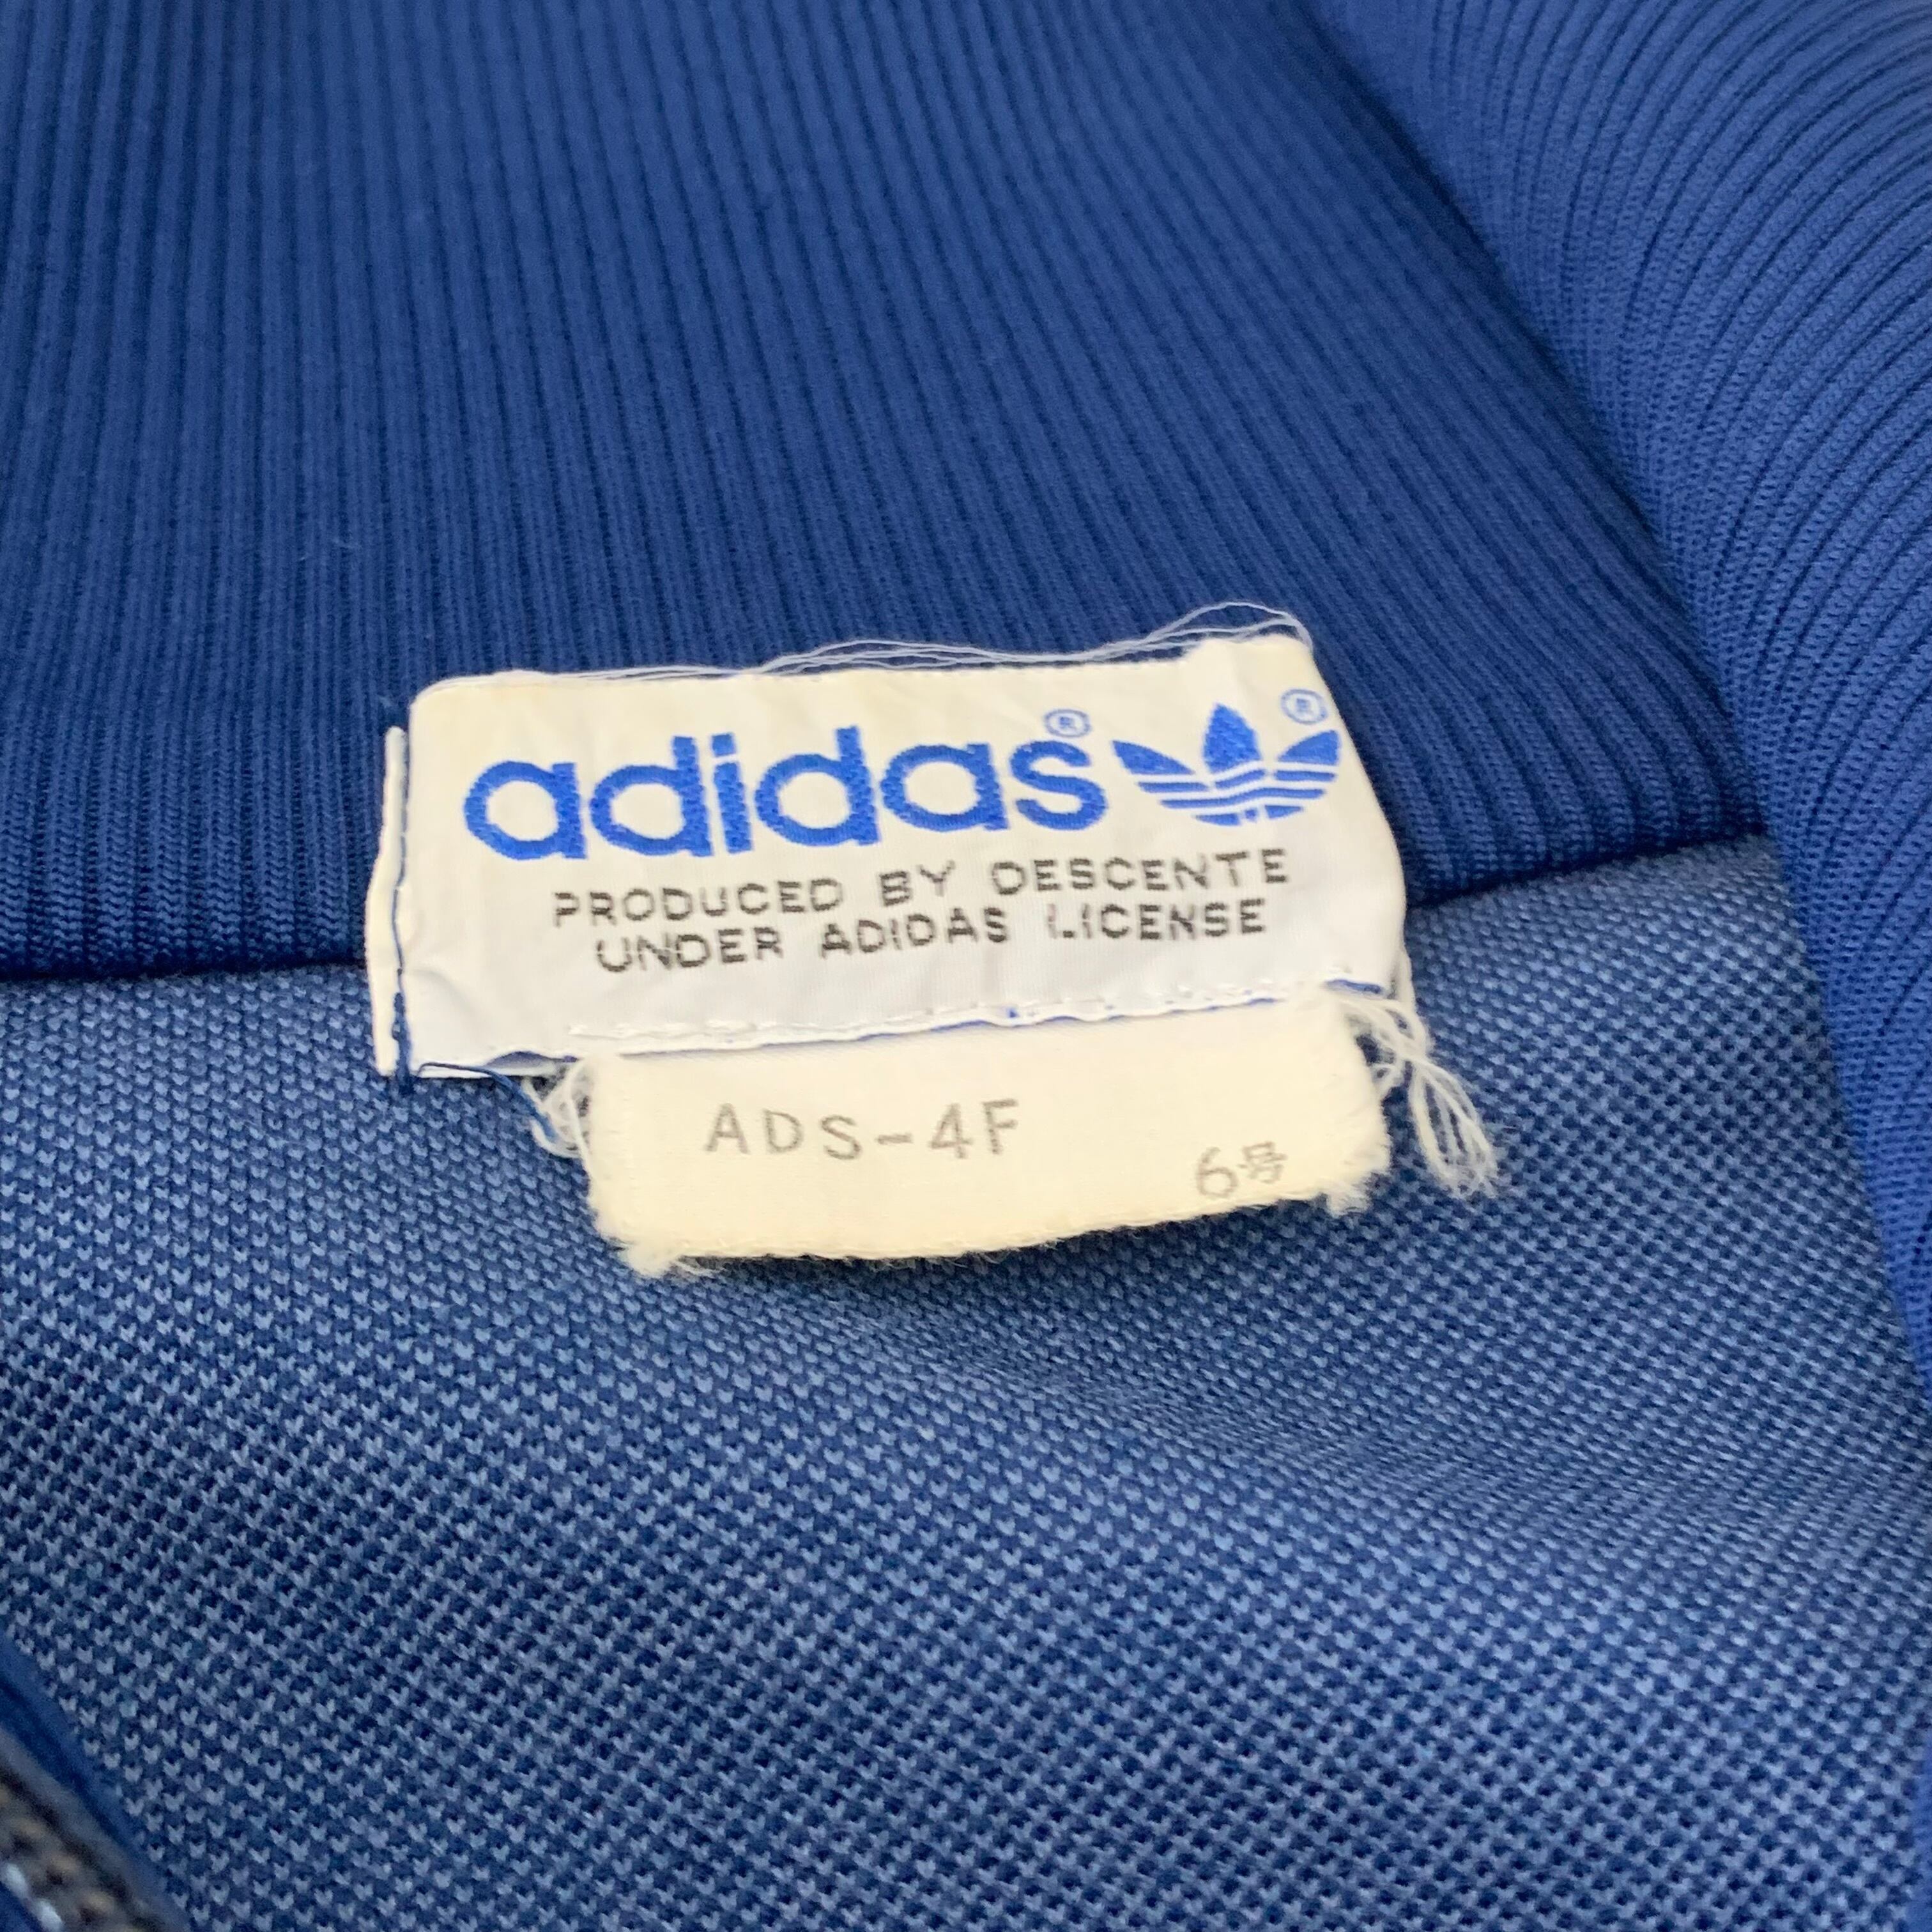 adidas® ®
PRODUCED BY DESCENTE
UNDER ADIDAS LICENSE
ADS-4F
6号